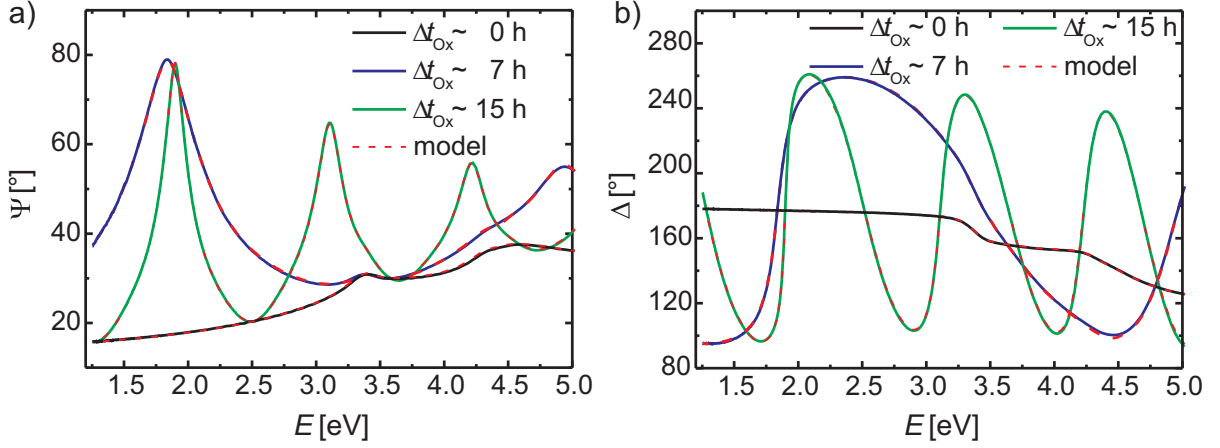 a)
Δt_Ox ~ 0 h
Δt_Ox ~ 7 h
Δt_Ox ~ 15 h
model
Ψ [°]
80
60
40
20
1.5 2.0 2.5 3.0 3.5 4.0 4.5 5.0
E [eV]
b)
Δt_Ox ~ 0 h
Δt_Ox ~ 15 h
Δt_Ox ~ 7 h
model
Δ [°]
280
240
200
160
120
80
1.5 2.0 2.5 3.0 3.5 4.0 4.5 5.0
E [eV]